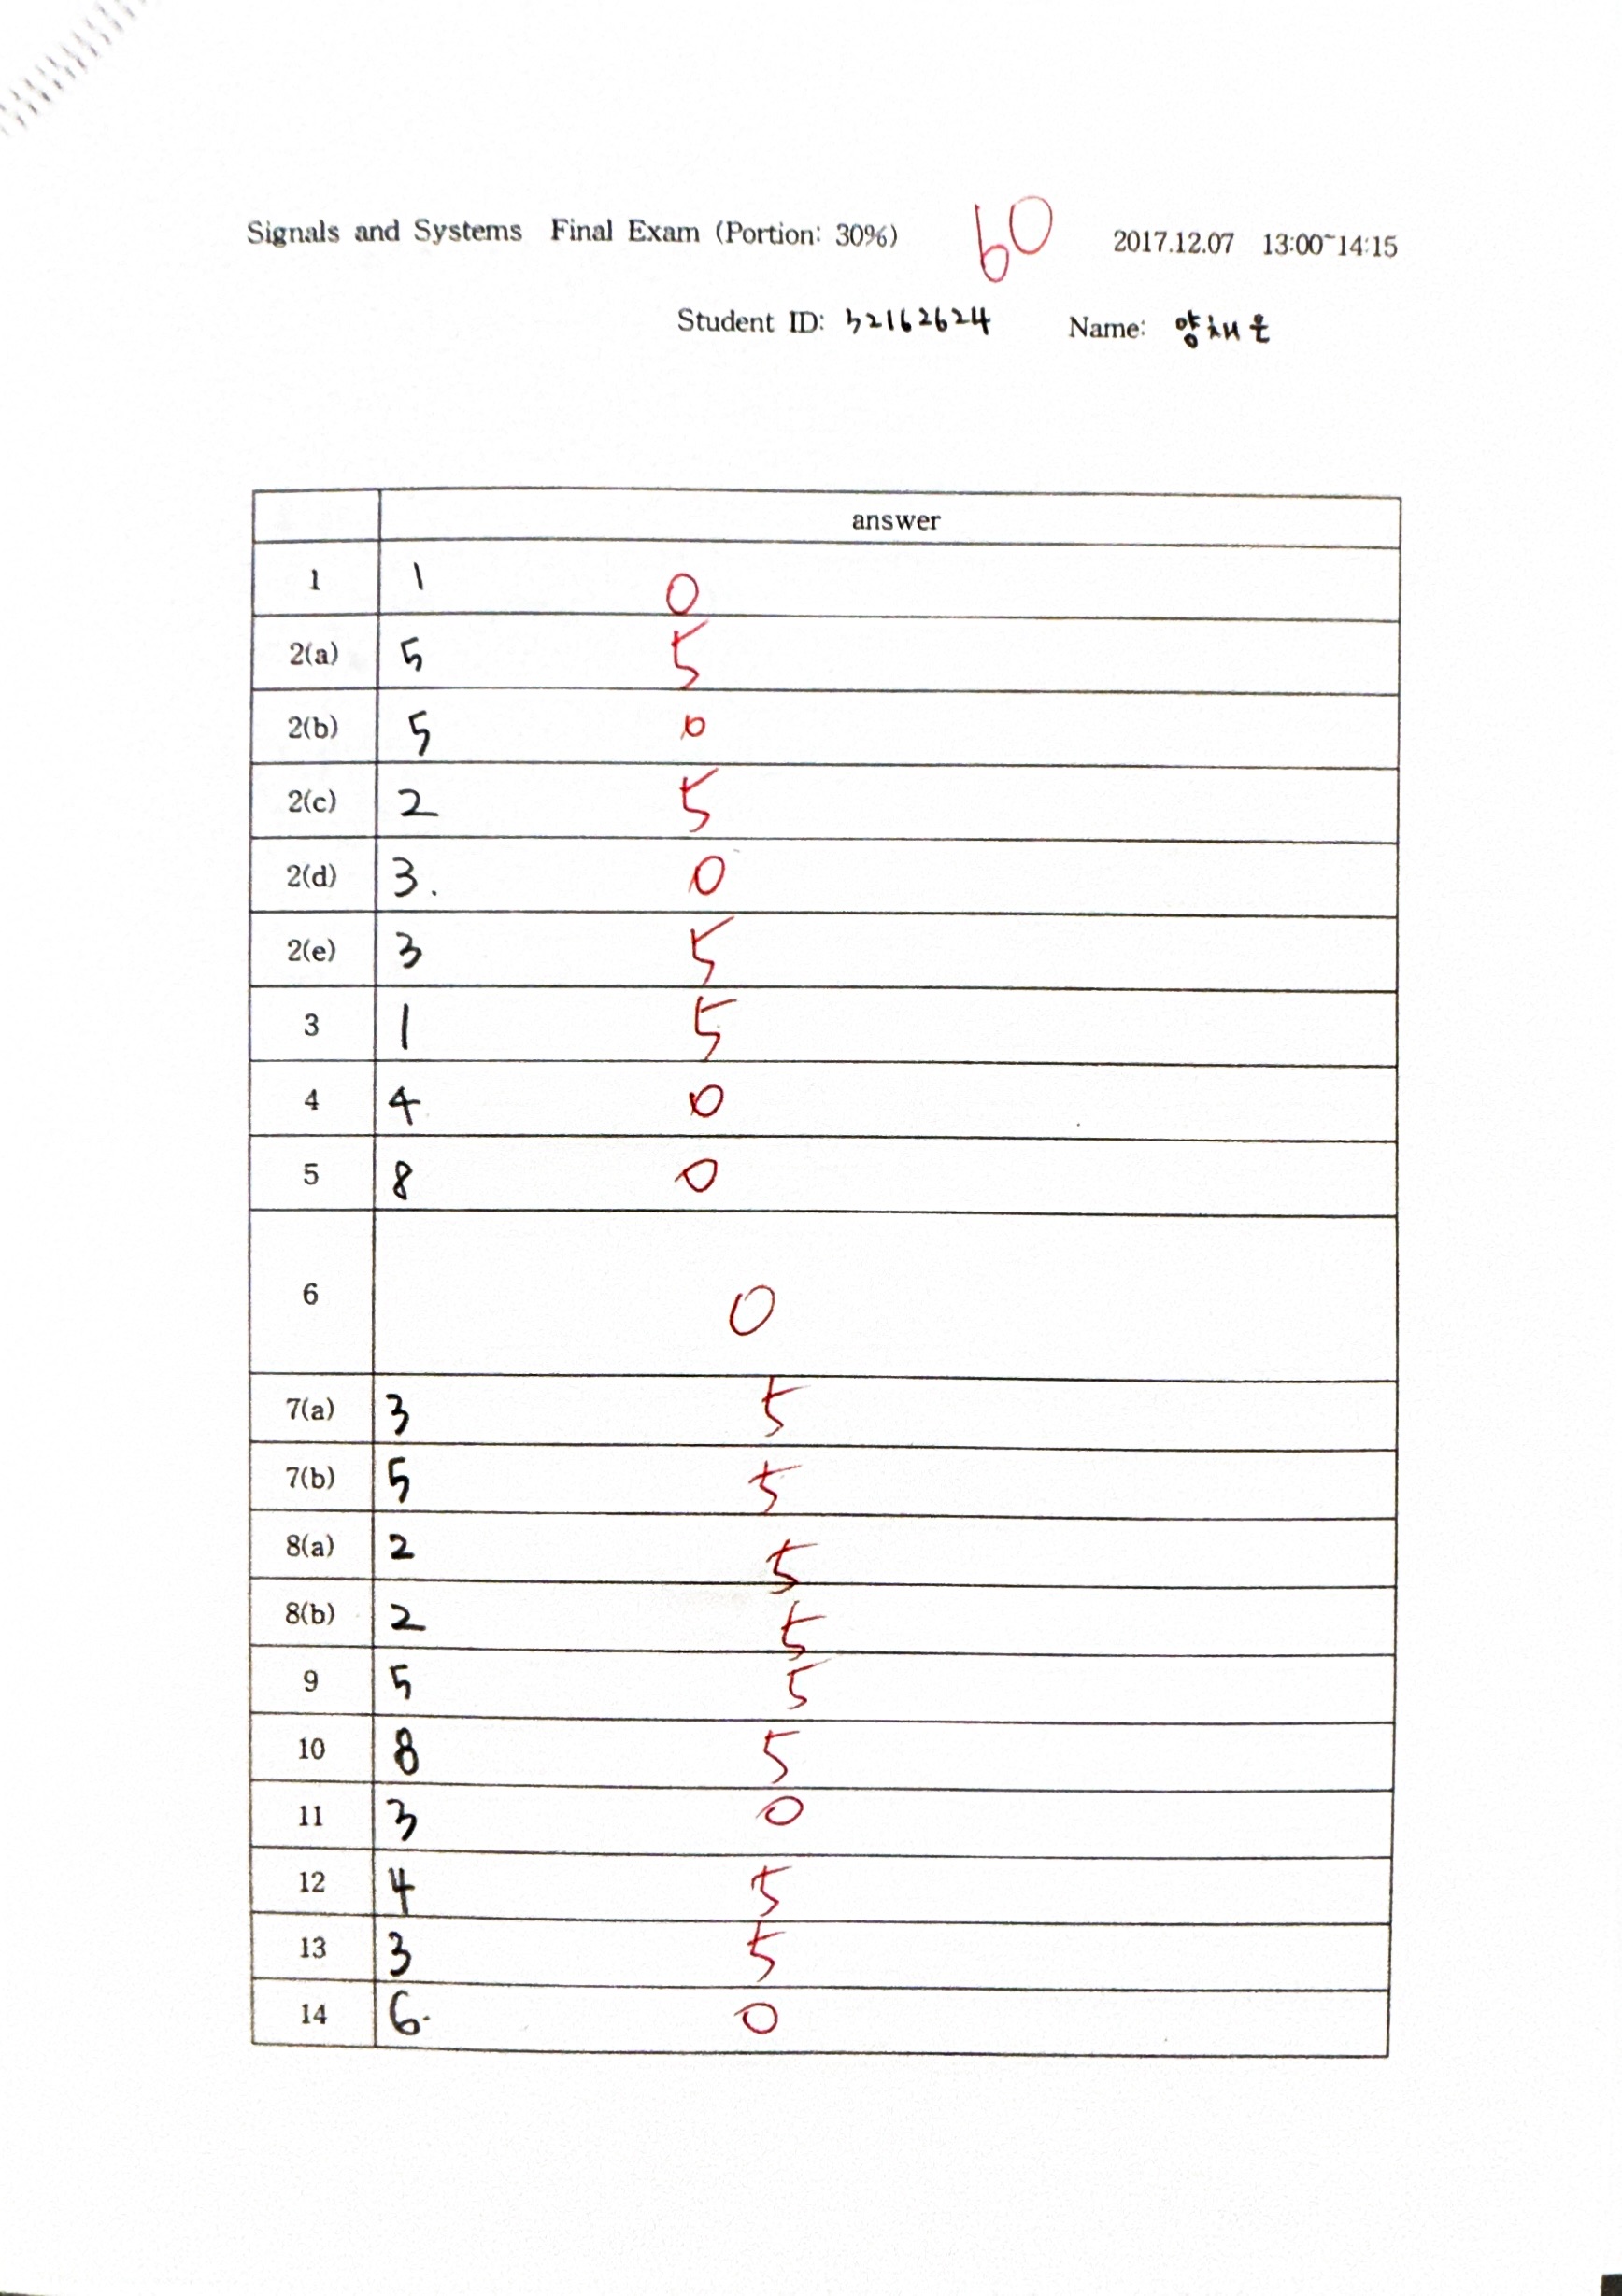 Signals and Systems Final Exam (Portion: 30%) 60 2017.12.07 13:00~14:15
Student ID: 32162624 Name: 양채은
answer
1 1 0
2(a) 5 5
2(b) 5 0
2(c) 2 5
2(d) 3. 0
2(e) 3 5
3 1 5
4 4 0
5 8 0
6 0
7(a) 3 5
7(b) 5 5
8(a) 2 5
8(b) 2 5
9 5 5
10 8 5
11 3 0
12 4 5
13 3 5
14 6. 0